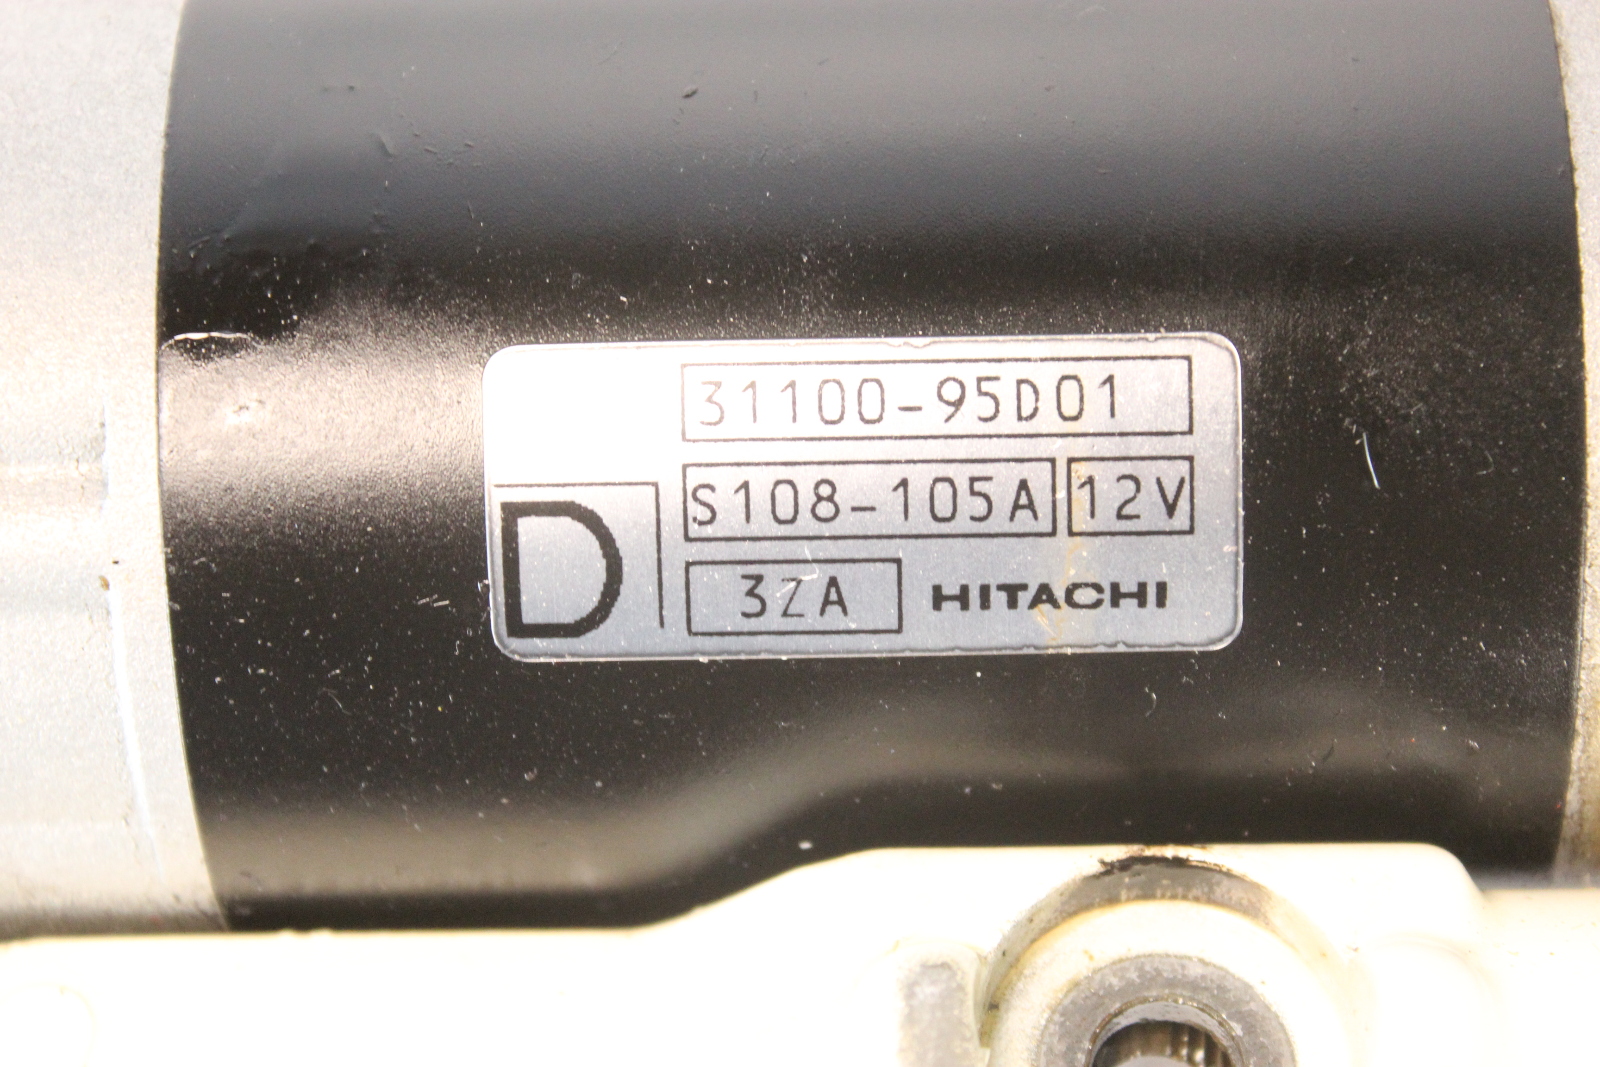 31100-95D01
S108-105A 12V
D 3ZA HITACHI